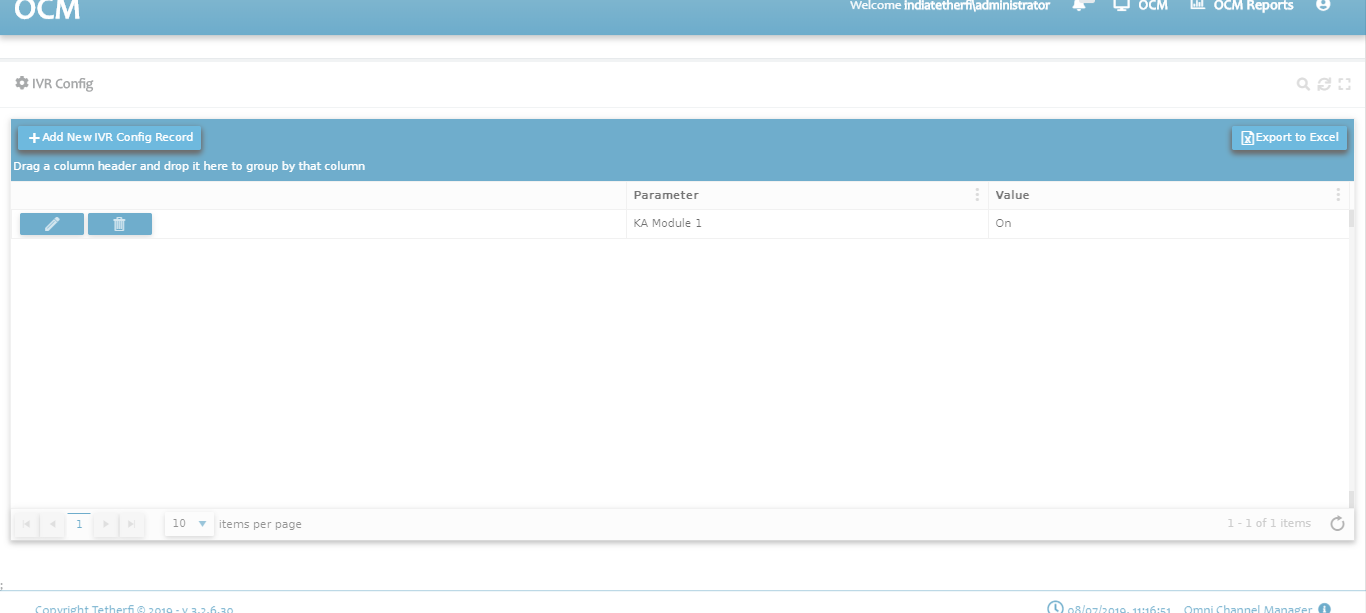 OCM
Welcome indiatetherfi\administrator OCM OCM Reports
IVR Config
Add New IVR Config Record Export to Excel
Drag a column header and drop it here to group by that column
Parameter Value
KA Module 1 On
1 10 items per page 1 - 1 of 1 items
;
Copyright Tetherfi © 2019 - v 3.2.6.30 08/07/2019, 11:16:51 Omni Channel Manager